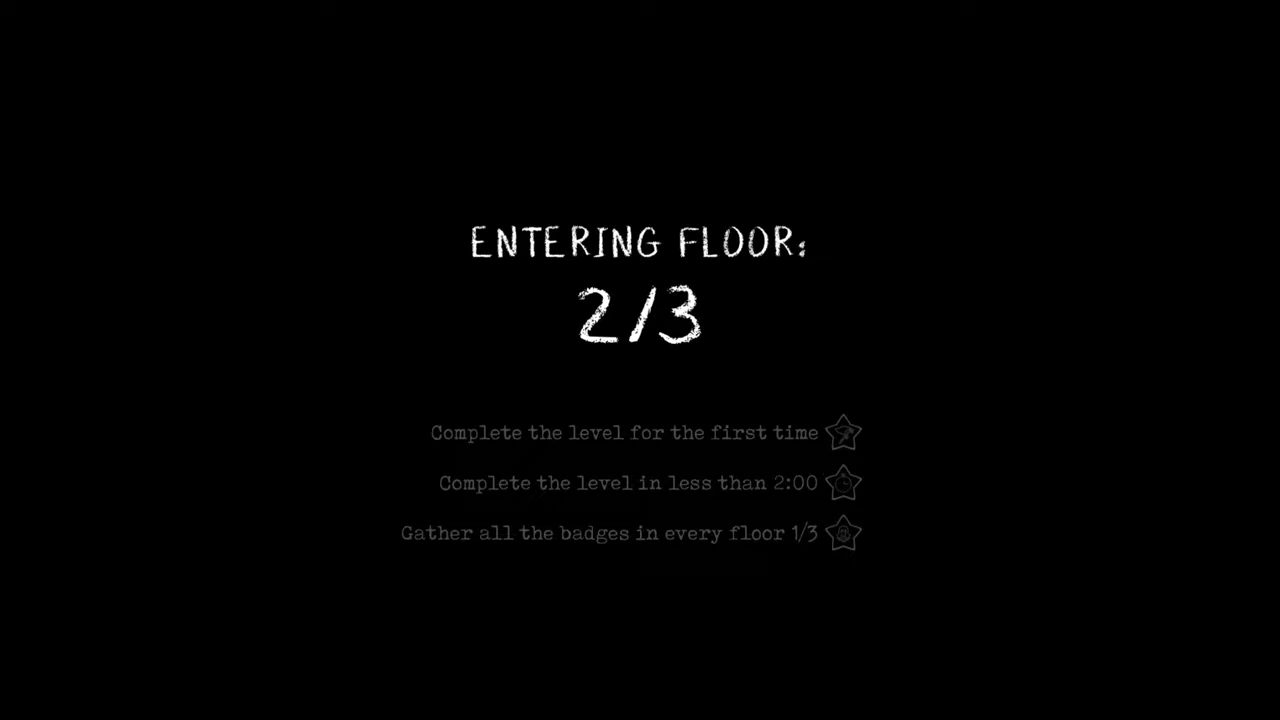 ENTERING FLOOR:
2/3
Complete the level for the first time
Complete the level in less than 2:00
Gather all the badges in every floor 1/3